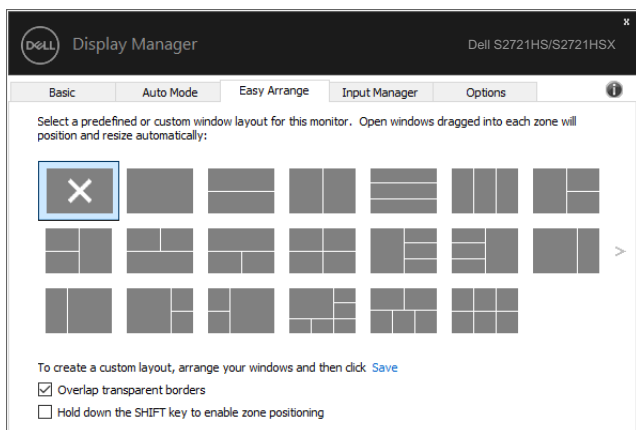 x
DELL Display Manager Dell S2721HS/S2721HSX
Basic Auto Mode Easy Arrange Input Manager Options i
Select a predefined or custom window layout for this monitor. Open windows dragged into each zone will
position and resize automatically:
>
To create a custom layout, arrange your windows and then click Save
Overlap transparent borders
Hold down the SHIFT key to enable zone positioning